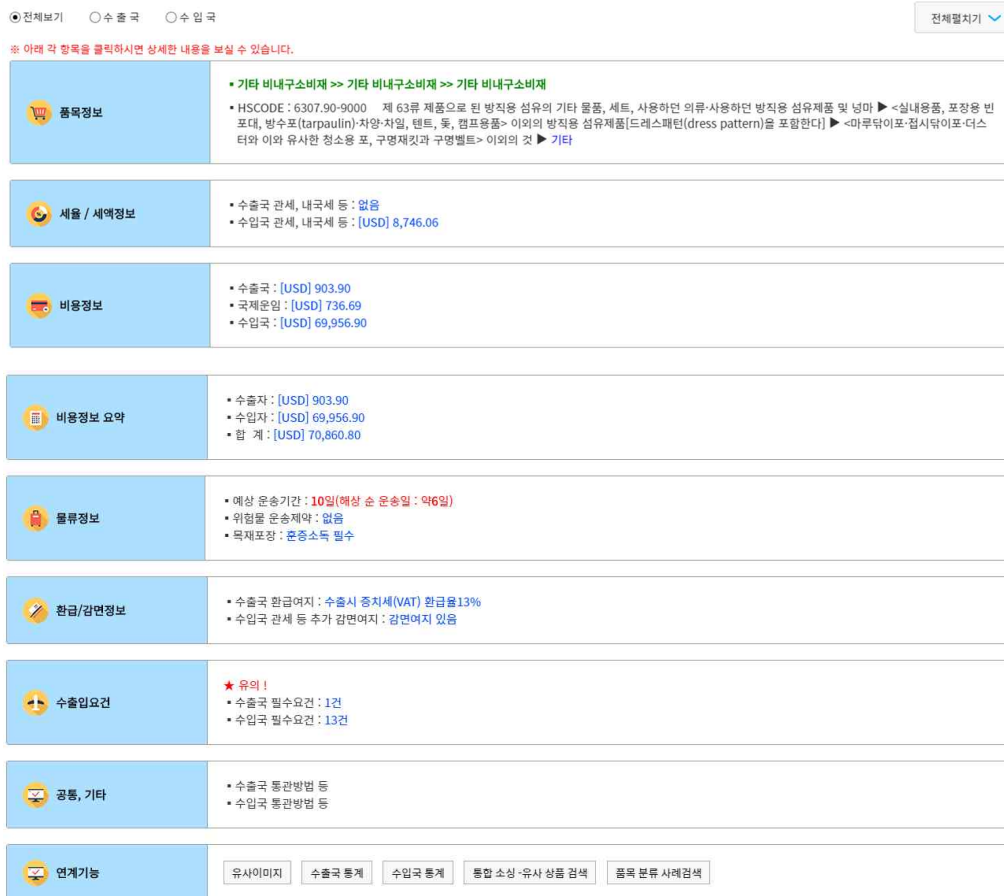 전체보기 수 출 국 수 입 국
전체펼치기
※ 아래 각 항목을 클릭하시면 상세한 내용을 보실 수 있습니다.
품목정보
▪ 기타 비내구소비재 >> 기타 비내구소비재 >> 기타 비내구소비재
▪ HSCODE : 6307.90-9000 제 63류 제품으로 된 방직용 섬유의 기타 물품, 세트, 사용하던 의류·사용하던 방직용 섬유제품 및 넝마 ▶ <실내용품, 포장용 빈
포대, 방수포(tarpaulin)·차양·차일, 텐트, 돛, 캠프용품> 이외의 방직용 섬유제품[드레스패턴(dress pattern)을 포함한다] ▶ <마루닦이포·접시닦이포·더스
터와 이와 유사한 청소용 포, 구명재킷과 구명벨트> 이외의 것 ▶ 기타
세율 / 세액정보
▪ 수출국 관세, 내국세 등 : 없음
▪ 수입국 관세, 내국세 등 : [USD] 8,746.06
비용정보
▪ 수출국 : [USD] 903.90
▪ 국제운임 : [USD] 736.69
▪ 수입국 : [USD] 69,956.90
비용정보 요약
▪ 수출자 : [USD] 903.90
▪ 수입자 : [USD] 69,956.90
▪ 합 계 : [USD] 70,860.80
물류정보
▪ 예상 운송기간 : 10일(해상 순 운송일 : 약6일)
▪ 위험물 운송제약 : 없음
▪ 목재포장 : 훈증소독 필수
환급/감면정보
▪ 수출국 환급여지 : 수출시 증치세(VAT) 환급율13%
▪ 수입국 관세 등 추가 감면여지 : 감면여지 있음
수출입요건
★ 유의 !
▪ 수출국 필수요건 : 1건
▪ 수입국 필수요건 : 13건
공통, 기타
▪ 수출국 통관방법 등
▪ 수입국 통관방법 등
연계기능
유사이미지 수출국 통계 수입국 통계 통합 소싱 -유사 상품 검색 품목 분류 사례검색